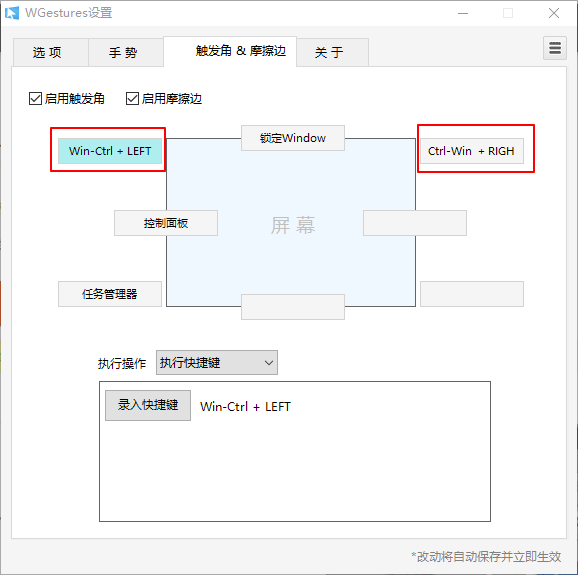 WGestures设置
选 项 手 势 触发角 & 摩擦边 关 于
启用触发角 启用摩擦边
锁定Window
Win-Ctrl + LEFT Ctrl-Win + RIGH
控制面板 屏 幕
任务管理器
执行操作 执行快捷键
录入快捷键 Win-Ctrl + LEFT
*改动将自动保存并立即生效